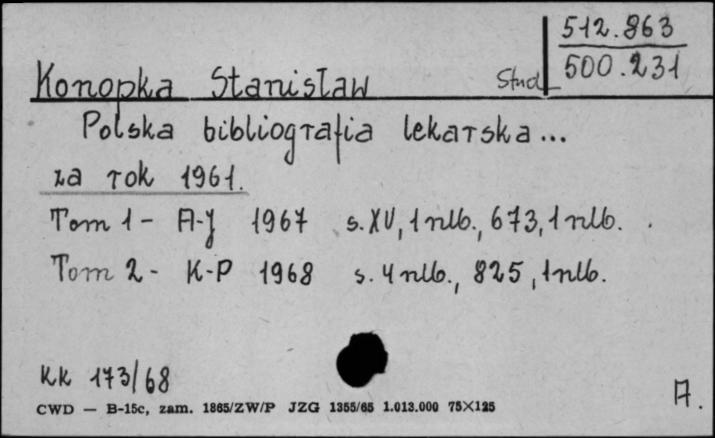 512.863
Konopka Stanisław Stud 500.231
Polska bibliografia lekarska...
za rok 1961.
Tom 1 - A-J 1967 s. XV, 1 nlb., 673, 1 nlb.
Tom 2 - K-P 1968 s. 4 nlb., 825, 1 nlb.
KK 173/68
A.
CWD — B-15c, zam. 1865/ZW/P JZG 1355/65 1.013.000 75×125